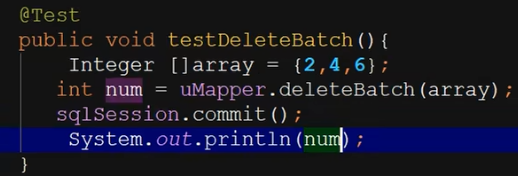 @Test
public void testDeleteBatch(){
Integer []array = {2,4,6};
int num = uMapper.deleteBatch(array);
sqlSession.commit();
System.out.println(num);
}